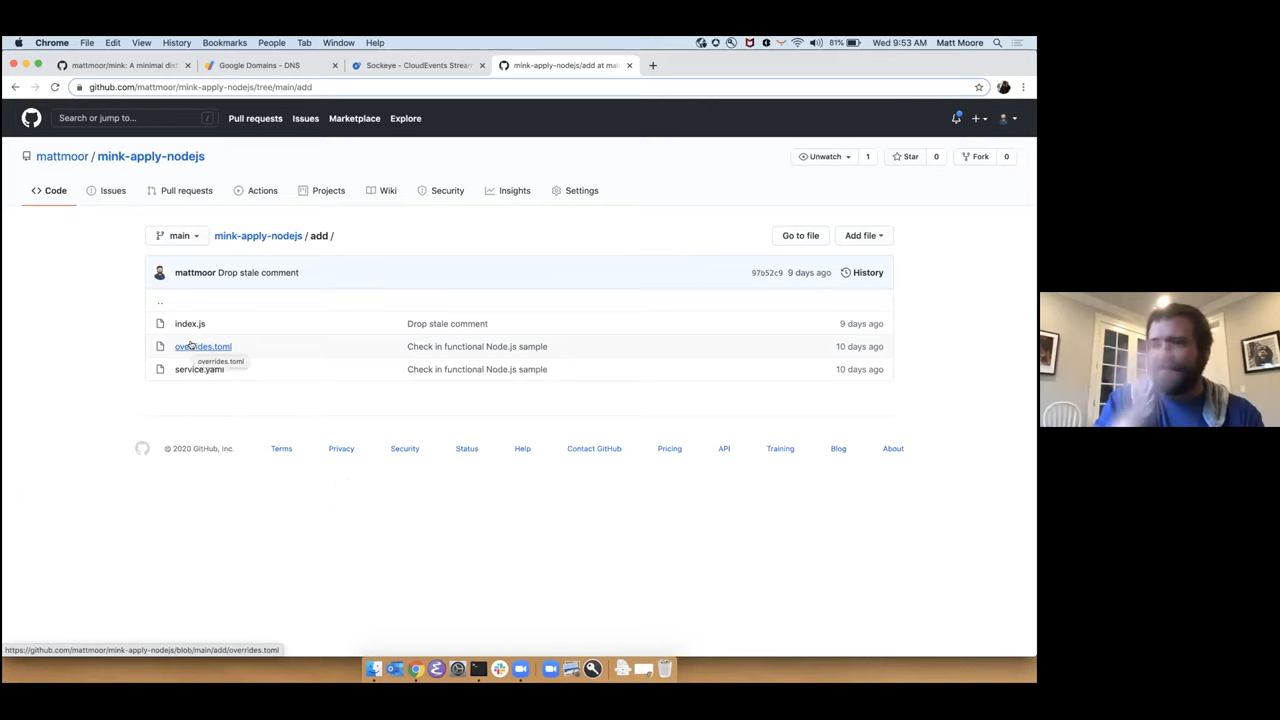 Chrome File Edit View History Bookmarks People Tab Window Help 81% Wed 9:53 AM Matt Moore
mattmoor/mink: A minimal dist Google Domains - DNS Sockeye - CloudEvents Stream mink-apply-nodejs/add at mai
github.com/mattmoor/mink-apply-nodejs/tree/main/add
Search or jump to... / Pull requests Issues Marketplace Explore
mattmoor / mink-apply-nodejs Unwatch 1 Star 0 Fork 0
Code Issues Pull requests Actions Projects Wiki Security Insights Settings
main mink-apply-nodejs / add / Go to file Add file
mattmoor Drop stale comment 97b52c9 9 days ago History
..
index.js Drop stale comment 9 days ago
overrides.toml Check in functional Node.js sample 10 days ago
overrides.toml
service.yaml Check in functional Node.js sample 10 days ago
© 2020 GitHub, Inc. Terms Privacy Security Status Help Contact GitHub Pricing API Training Blog About
https://github.com/mattmoor/mink-apply-nodejs/blob/main/add/overrides.toml